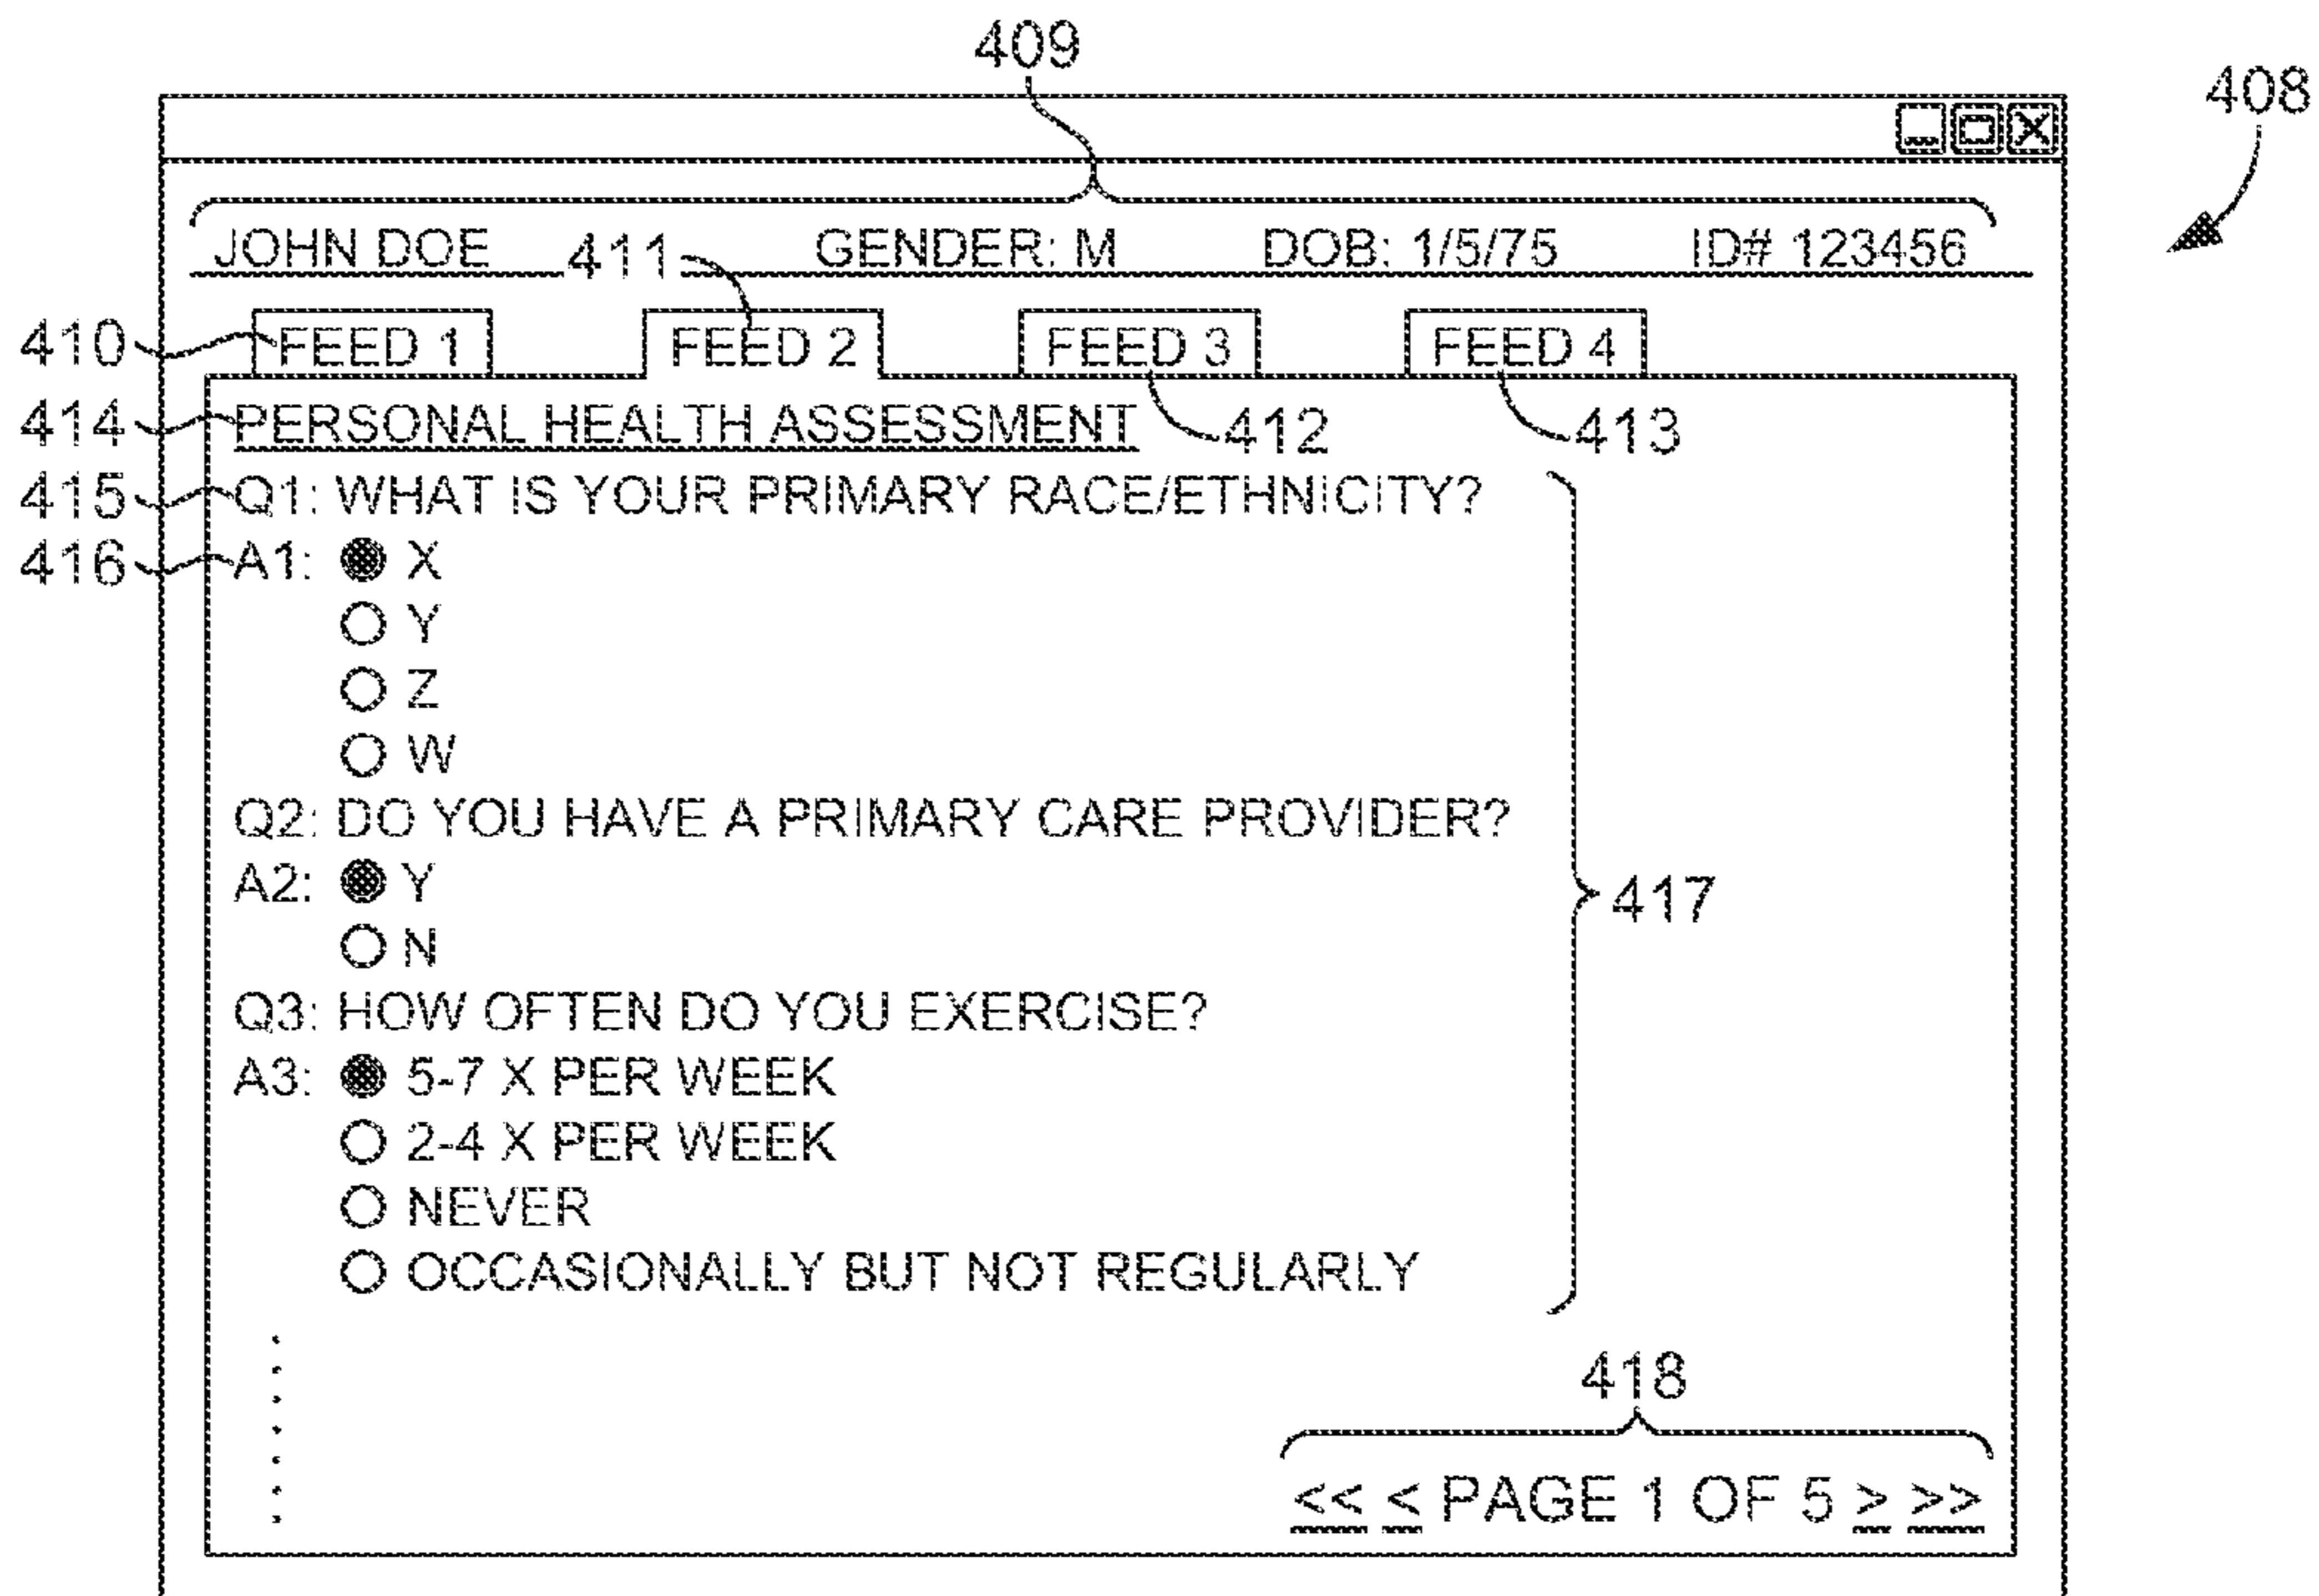 409
408
JOHN DOE 411 GENDER: M DOB: 1/5/75 ID# 123456
410 FEED 1 FEED 2 FEED 3 FEED 4
414 PERSONAL HEALTH ASSESSMENT 412 413
415 Q1: WHAT IS YOUR PRIMARY RACE/ETHNICITY?
416 A1: X
Y
Z
W
Q2: DO YOU HAVE A PRIMARY CARE PROVIDER?
A2: Y
417
N
Q3: HOW OFTEN DO YOU EXERCISE?
A3: 5-7 X PER WEEK
2-4 X PER WEEK
NEVER
OCCASIONALLY BUT NOT REGULARLY
418
<< < PAGE 1 OF 5 > >>